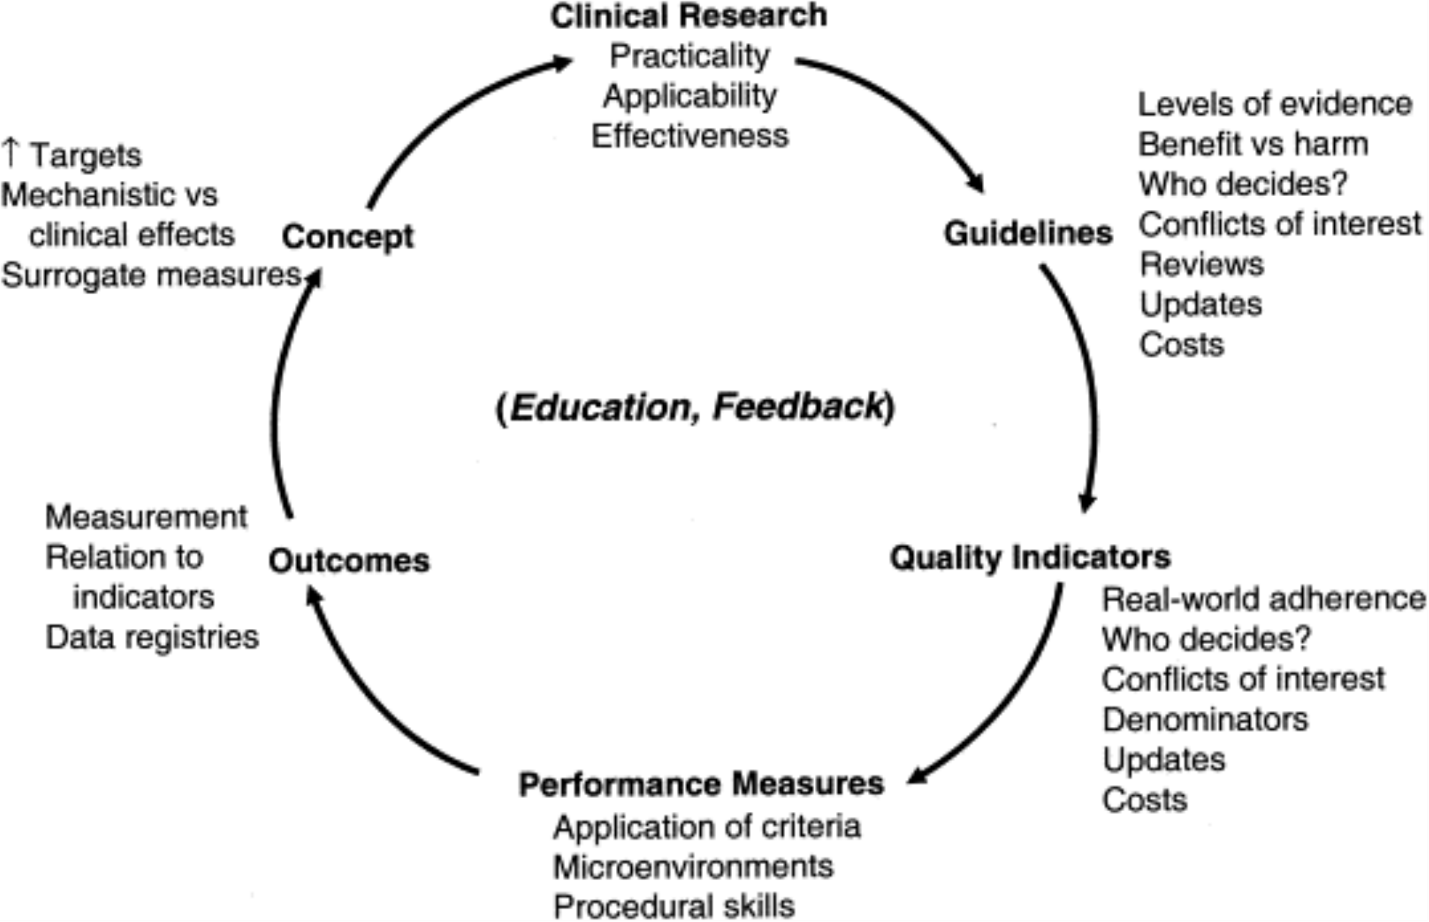 Clinical Research
Practicality
Applicability
Effectiveness
Levels of evidence
Benefit vs harm
Who decides?
Conflicts of interest
Reviews
Updates
Costs
Guidelines
↑ Targets
Mechanistic vs
clinical effects
Surrogate measures
Concept
(Education, Feedback)
Measurement
Relation to
indicators
Data registries
Outcomes
Quality Indicators
Real-world adherence
Who decides?
Conflicts of interest
Denominators
Updates
Costs
Performance Measures
Application of criteria
Microenvironments
Procedural skills